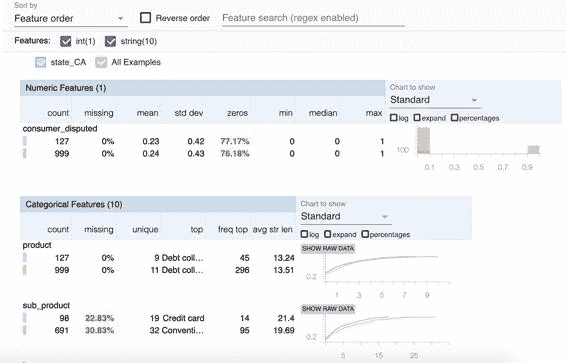 Sort by
Feature order Reverse order Feature search (regex enabled)
Features: int(1) string(10)
state_CA All Examples
Numeric Features (1) Chart to show
Standard
count missing mean std dev zeros min median max
log expand percentages
consumer_disputed
127 0% 0.23 0.42 77.17% 0 0 1
999 0% 0.24 0.43 76.18% 0 0 1
100
0.1 0.3 0.5 0.7 0.9
Categorical Features (10) Chart to show
Standard
count missing unique top freq top avg str len
log expand percentages
product
SHOW RAW DATA
127 0% 9 Debt coll... 45 13.24
999 0% 11 Debt coll... 296 13.51
0.2
1 3 5 7 9
sub_product
SHOW RAW DATA
98 22.83% 19 Credit card 14 21.4
691 30.83% 32 Conventi... 95 19.69
0.2
5 15 25